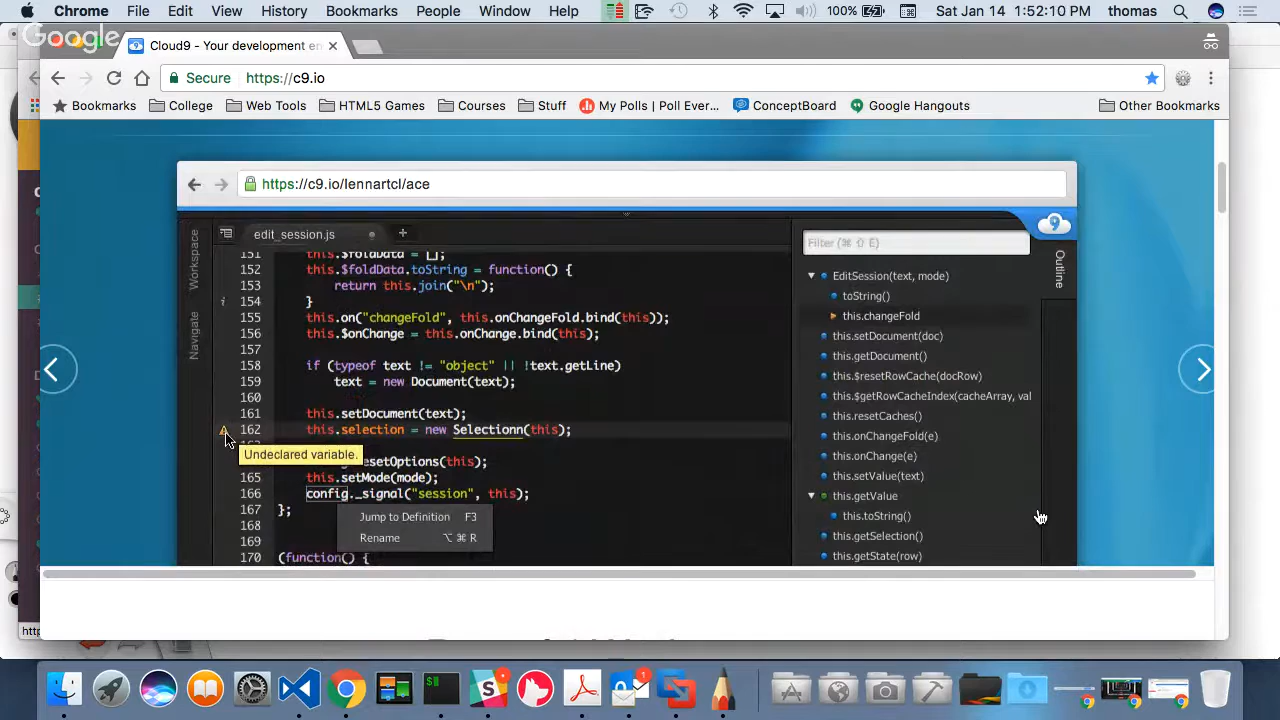 Chrome File Edit View History Bookmarks People Window Help 100% Sat Jan 14 1:52:10 PM thomas
Google
Cloud9 - Your development en
Secure https://c9.io
Bookmarks College Web Tools HTML5 Games Courses Stuff My Polls | Poll Ever... ConceptBoard Google Hangouts Other Bookmarks
https://c9.io/lennartcl/ace
Workspace
Navigate
edit_session.js
151 this.$foldData = [];
152 this.$foldData.toString = function() {
153 return this.join("\n");
154 }
155 this.on("changeFold", this.onChangeFold.bind(this));
156 this.$onChange = this.onChange.bind(this);
157
158 if (typeof text != "object" || !text.getLine)
159 text = new Document(text);
160
161 this.setDocument(text);
162 this.selection = new Selectionn(this);
Undeclared variable.
esetOptions(this);
165 this.setMode(mode);
166 config._signal("session", this);
167 };
Jump to Definition F3
Rename ⌥ ⌘ R
168
169
170 (function() {
Filter (⌘ ⇧ E)
Outline
EditSession(text, mode)
toString()
this.changeFold
this.setDocument(doc)
this.getDocument()
this.$resetRowCache(docRow)
this.$getRowCacheIndex(cacheArray, val
this.resetCaches()
this.onChangeFold(e)
this.onChange(e)
this.setValue(text)
this.getValue
this.toString()
this.getSelection()
this.getState(row)
http